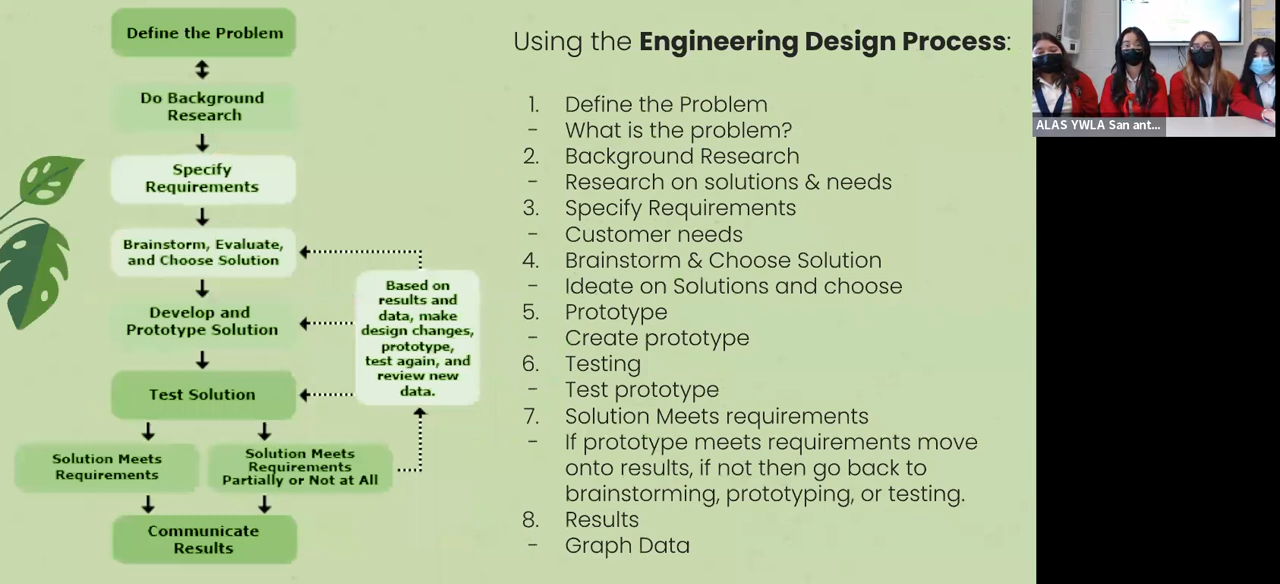 Define the Problem
Do Background
Research
Specify
Requirements
Brainstorm, Evaluate,
and Choose Solution
Develop and
Prototype Solution
Test Solution
Solution Meets
Requirements
Solution Meets
Requirements
Partially or Not at All
Communicate
Results
Based on
results and
data, make
design changes,
prototype,
test again, and
review new
data.
Using the Engineering Design Process:
1. Define the Problem
- What is the problem?
2. Background Research
- Research on solutions & needs
3. Specify Requirements
- Customer needs
4. Brainstorm & Choose Solution
- Ideate on Solutions and choose
5. Prototype
- Create prototype
6. Testing
- Test prototype
7. Solution Meets requirements
- If prototype meets requirements move
onto results, if not then go back to
brainstorming, prototyping, or testing.
8. Results
- Graph Data
ALAS YWLA San ant...